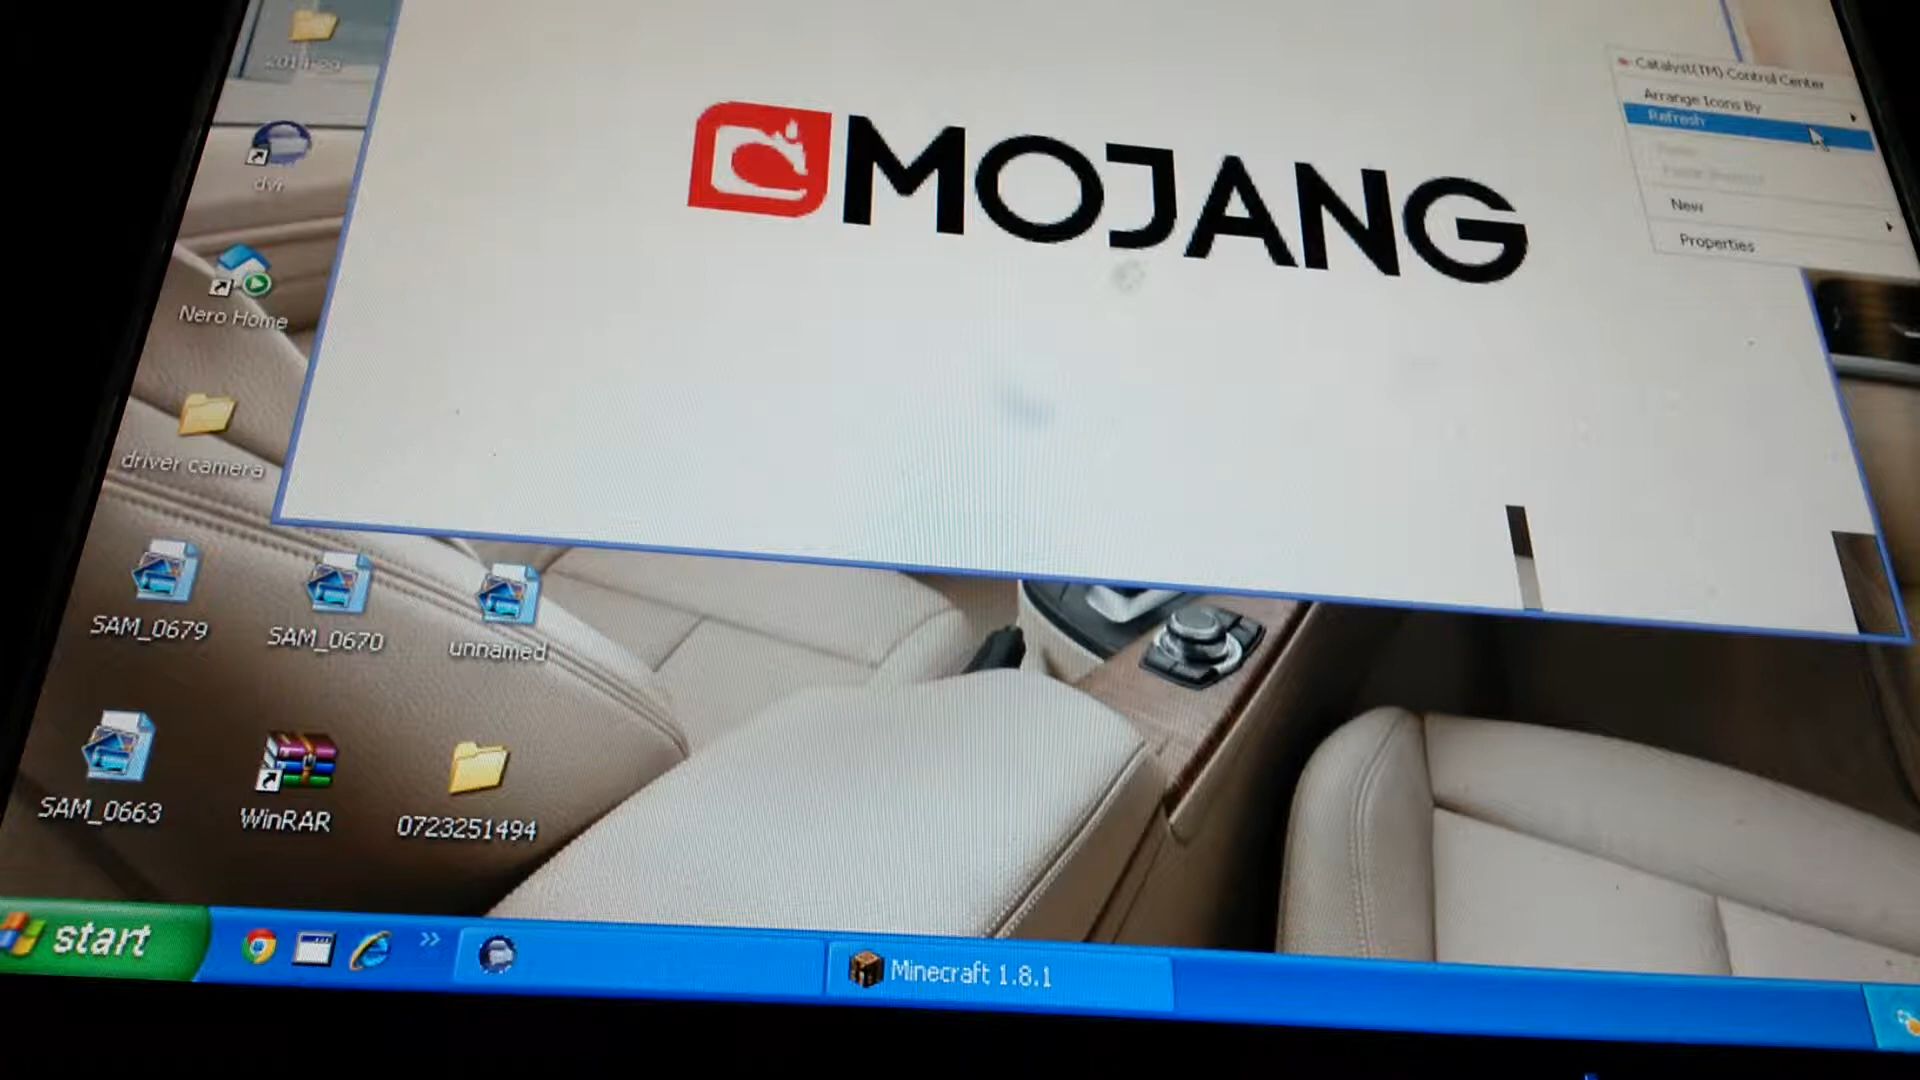 MOJANG
Catalyst(TM) Control Center
Arrange Icons By
Refresh
New
Properties
dvr
Nero Home
driver camera
SAM_0679
SAM_0670
unnamed
SAM_0663
WinRAR
0723251494
start
Minecraft 1.8.1